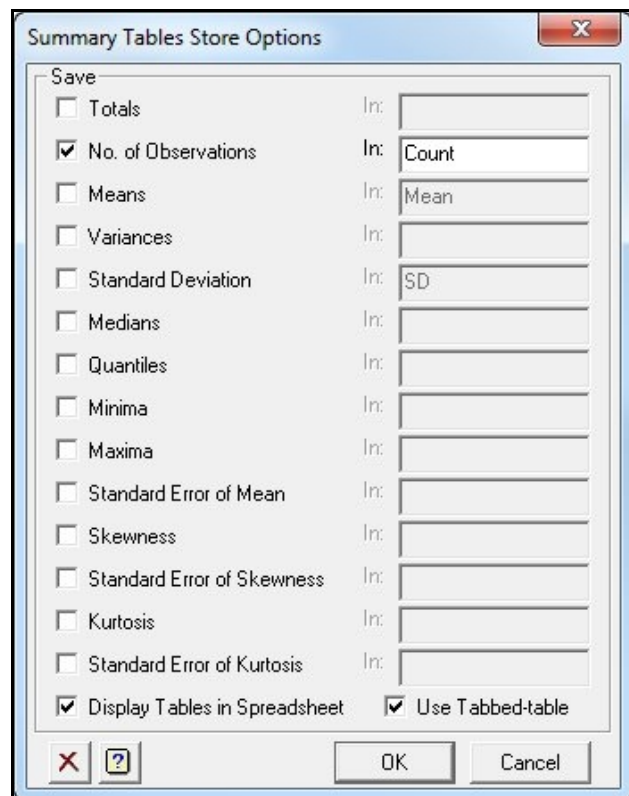 Summary Tables Store Options
Save
Totals In:
No. of Observations In: Count
Means In: Mean
Variances In:
Standard Deviation In: SD
Medians In:
Quantiles In:
Minima In:
Maxima In:
Standard Error of Mean In:
Skewness In:
Standard Error of Skewness In:
Kurtosis In:
Standard Error of Kurtosis In:
Display Tables in Spreadsheet Use Tabbed-table
? OK Cancel